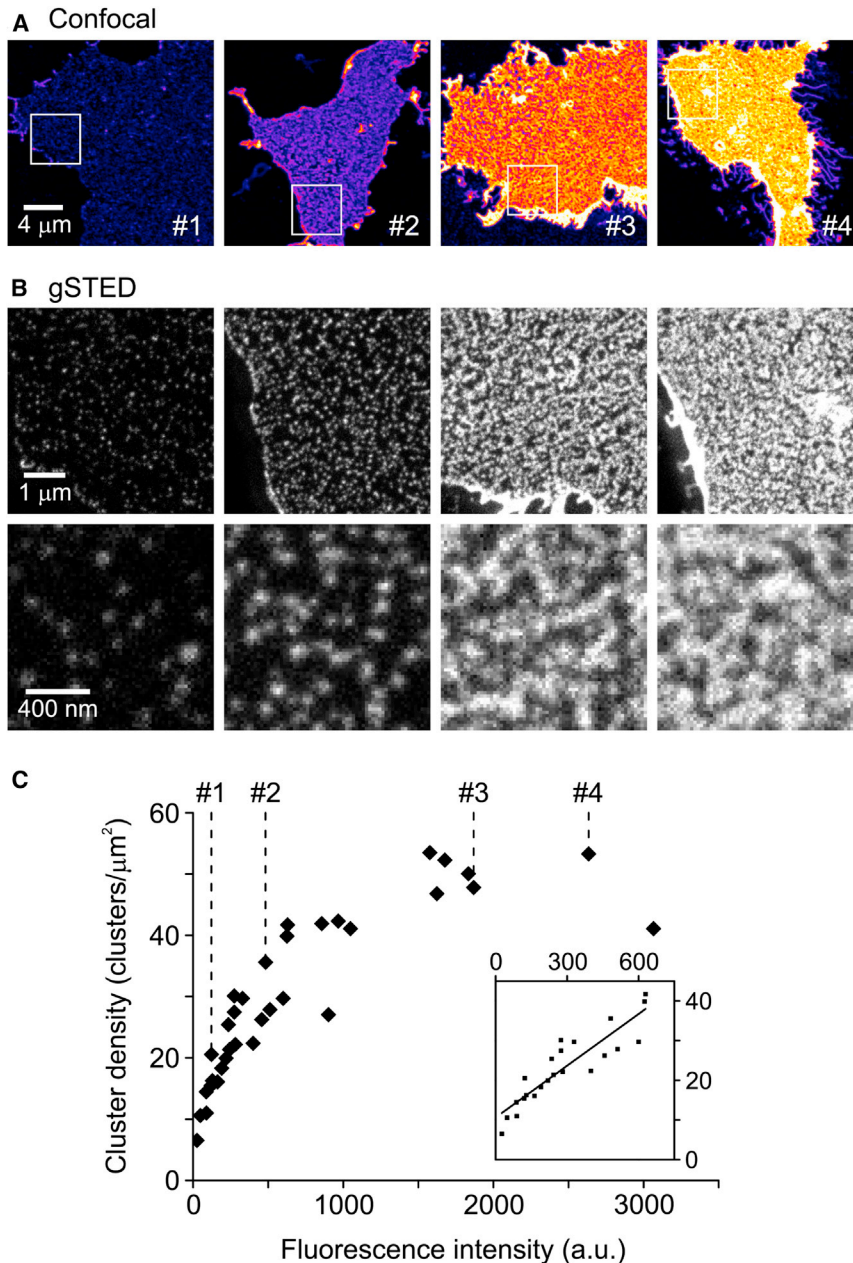 A Confocal
4 μm
#1
#2
#3
#4
B gSTED
1 μm
400 nm
C
#1 #2 #3 #4
Cluster density (clusters/μm²)
60
40
20
0
0 1000 2000 3000
Fluorescence intensity (a.u.)
0 300 600
40
20
0